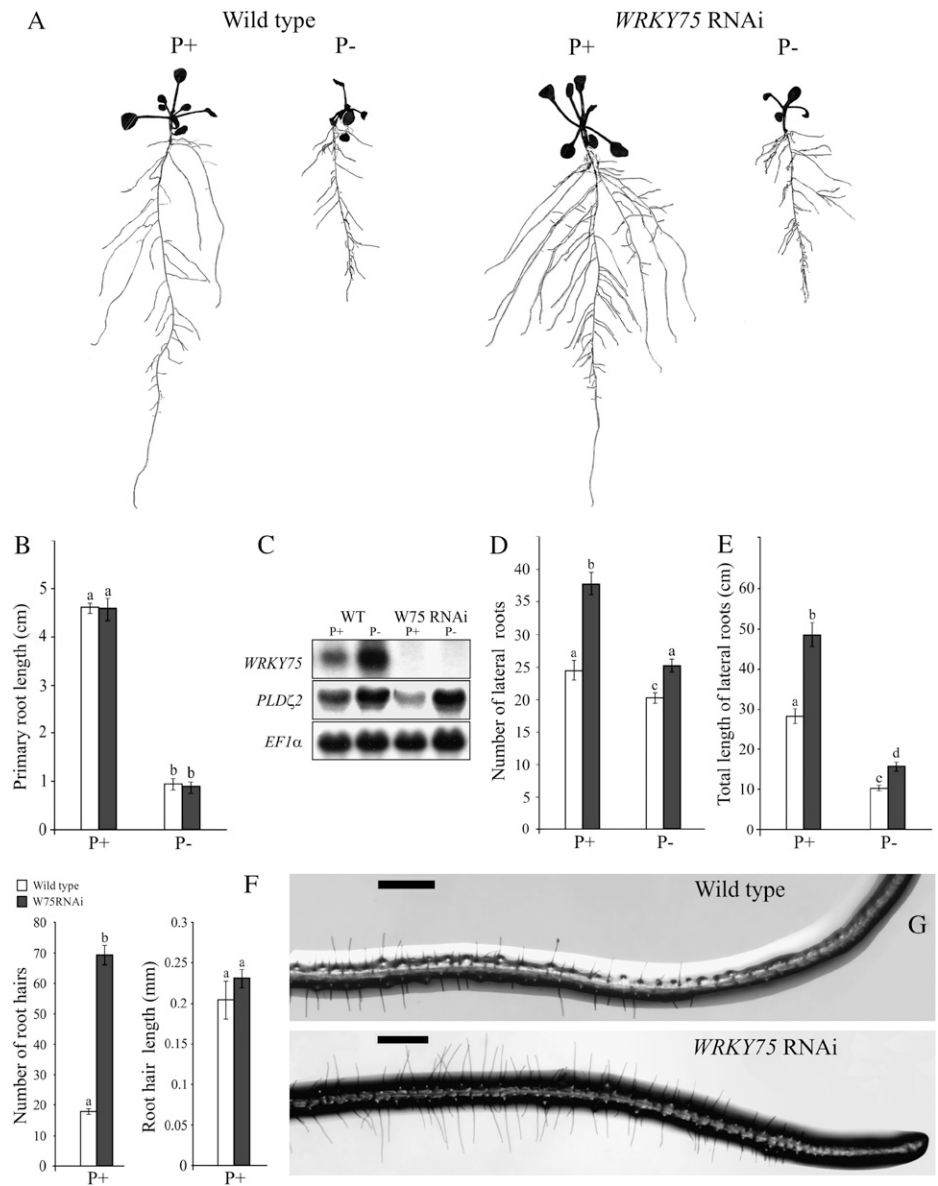 A
Wild type
WRKY75 RNAi
P+
P-
P+
P-
B
Primary root length (cm)
5
4
3
2
1
0
a
a
b
b
P+
P-
C
WT
W75 RNAi
P+
P-
P+
P-
WRKY75
PLDζ2
EF1α
D
Number of lateral roots
40
35
30
25
20
15
10
5
0
a
b
c
a
P+
P-
E
Total length of lateral roots (cm)
60
50
40
30
20
10
0
a
b
c
d
P+
P-
Wild type
W75RNAi
F
Number of root hairs
80
70
60
50
40
30
20
10
0
a
b
P+
Root hair length (mm)
0.3
0.25
0.2
0.15
0.1
0.05
0
a
a
P+
Wild type
G
WRKY75 RNAi